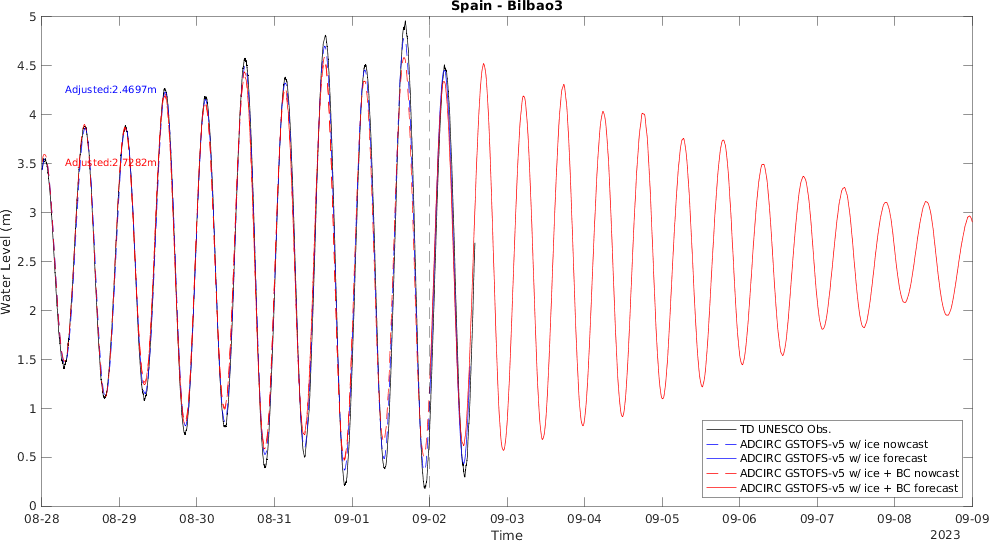 Spain - Bilbao3
Water Level (m)
5
4.5
4
3.5
3
2.5
2
1.5
1
0.5
0
Adjusted:2.4697m
Adjusted:2.7282m
TD UNESCO Obs.
ADCIRC GSTOFS-v5 w/ ice nowcast
ADCIRC GSTOFS-v5 w/ ice forecast
ADCIRC GSTOFS-v5 w/ ice + BC nowcast
ADCIRC GSTOFS-v5 w/ ice + BC forecast
08-28 08-29 08-30 08-31 09-01 09-02 09-03 09-04 09-05 09-06 09-07 09-08 09-09
Time
2023